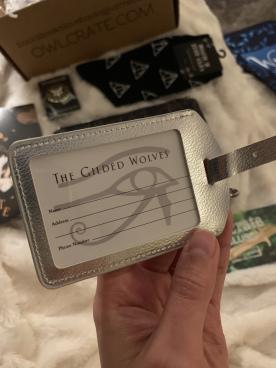 OWLCRATE.COM
THE GILDED WOLVES
Name
Address
Phone Number